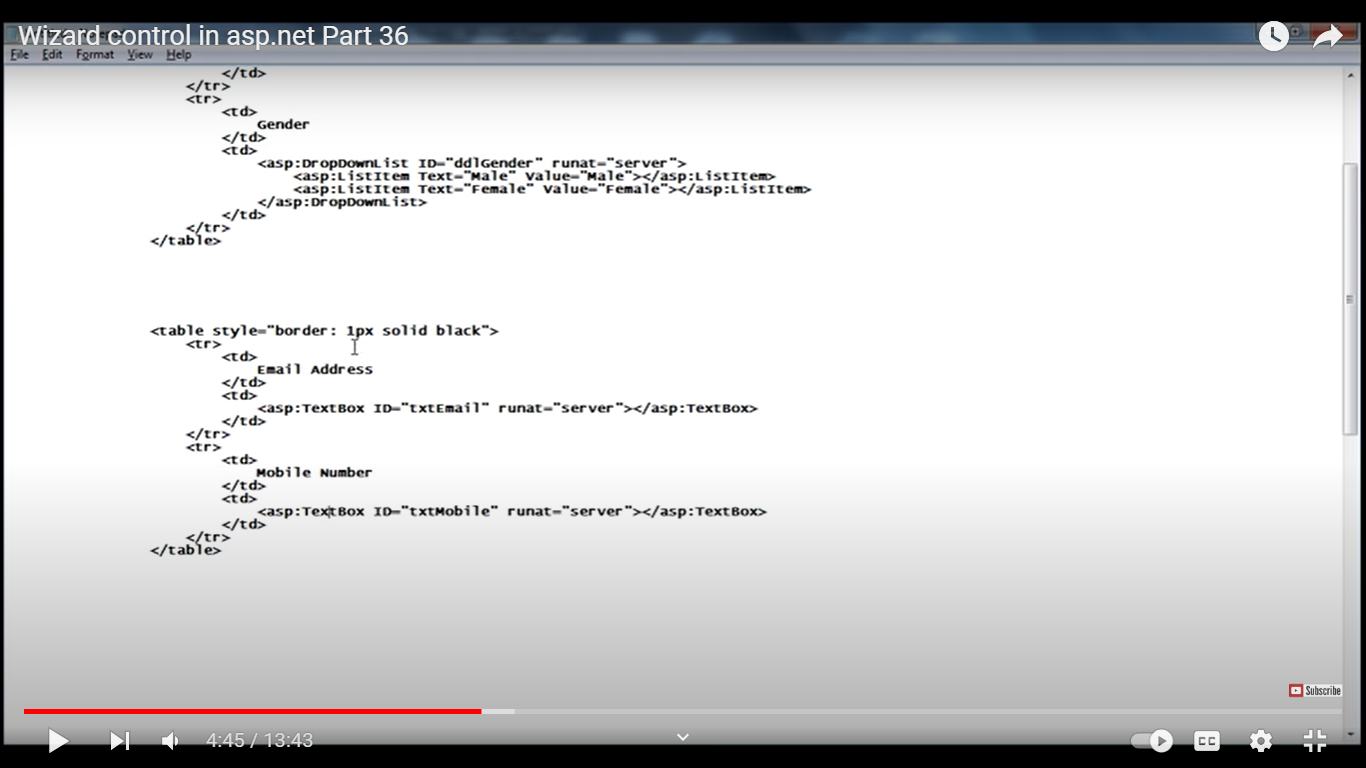 Wizard control in asp.net Part 36
File Edit Format View Help
</td>
</tr>
<tr>
<td>
Gender
</td>
<td>
<asp:DropDownList ID="ddlGender" runat="server">
<asp:ListItem Text="Male" Value="Male"></asp:ListItem>
<asp:ListItem Text="Female" Value="Female"></asp:ListItem>
</asp:DropDownList>
</td>
</tr>
</table>
<table style="border: 1px solid black">
<tr>
<td>
Email Address
</td>
<td>
<asp:TextBox ID="txtEmail" runat="server"></asp:TextBox>
</td>
</tr>
<tr>
<td>
Mobile Number
</td>
<td>
<asp:TextBox ID="txtMobile" runat="server"></asp:TextBox>
</td>
</tr>
</table>
Subscribe
4:45 / 13:43
CC